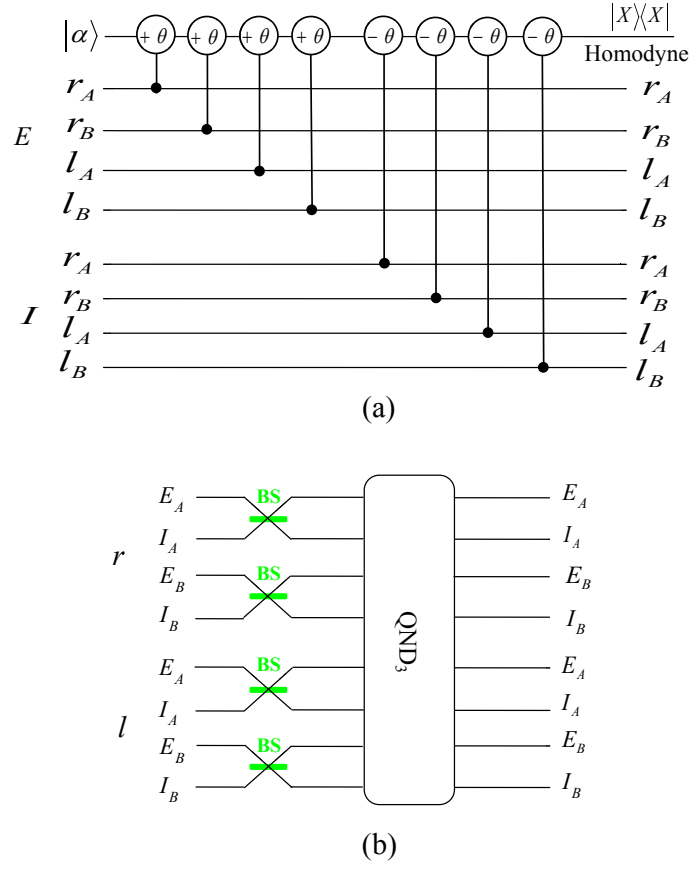 |X⟩⟨X|
|α⟩ + θ + θ + θ + θ − θ − θ − θ − θ Homodyne
r_A r_A
E r_B r_B
l_A l_A
l_B l_B
r_A r_A
I r_B r_B
l_A l_A
l_B l_B
(a)
E_A BS E_A
r I_A I_A
E_B BS E_B
I_B I_B
QND₃
E_A BS E_A
l I_A I_A
E_B BS E_B
I_B I_B
(b)